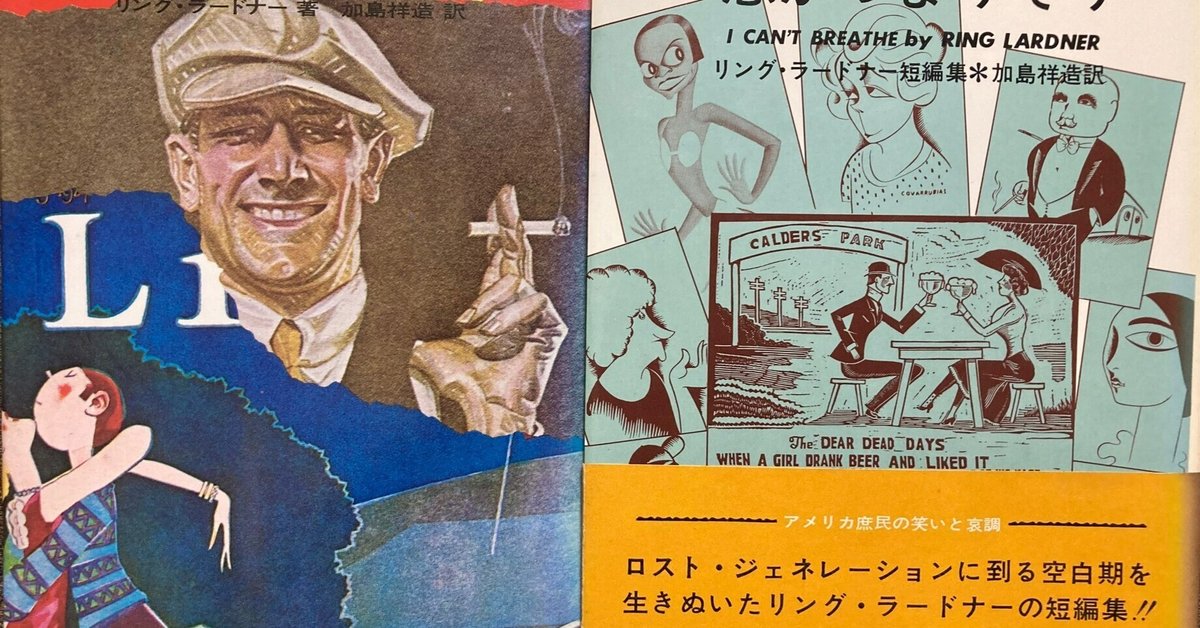 リング・ラードナー 著 加島祥造 訳
Li
I CAN'T BREATHE by RING LARDNER
リング・ラードナー短編集＊加島祥造訳
COVARRUBIAS
CALDERS PARK
The DEAR DEAD DAYS
WHEN A GIRL DRANK BEER AND LIKED IT
アメリカ庶民の笑いと哀調
ロスト・ジェネレーションに到る空白期を
生きぬいたリング・ラードナーの短編集!!